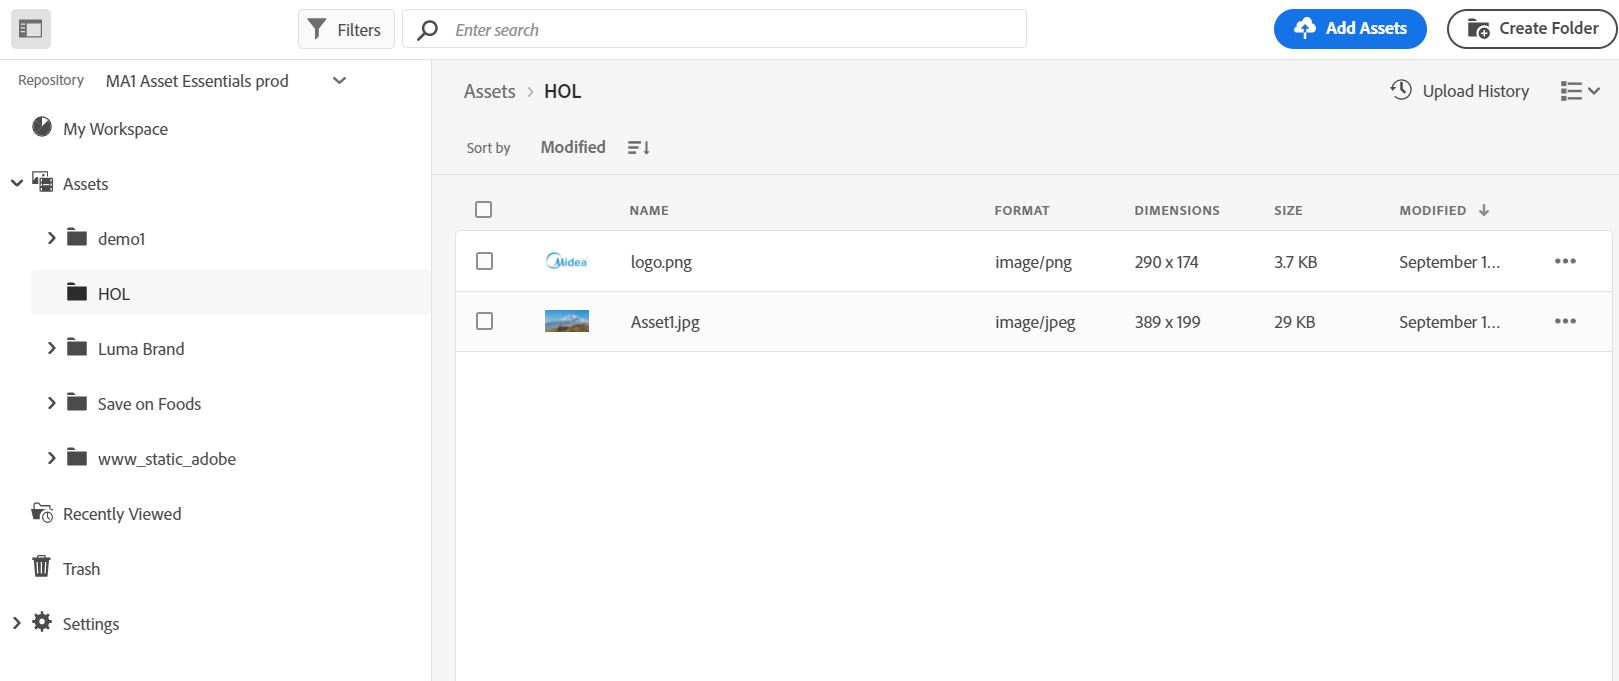 Filters
Enter search
Add Assets
Create Folder
Repository MA1 Asset Essentials prod
My Workspace
Assets
demo1
HOL
Luma Brand
Save on Foods
www_static_adobe
Recently Viewed
Trash
Settings
Assets > HOL
Upload History
Sort by Modified
NAME FORMAT DIMENSIONS SIZE MODIFIED
Midea logo.png image/png 290 x 174 3.7 KB September 1...
Asset1.jpg image/jpeg 389 x 199 29 KB September 1...